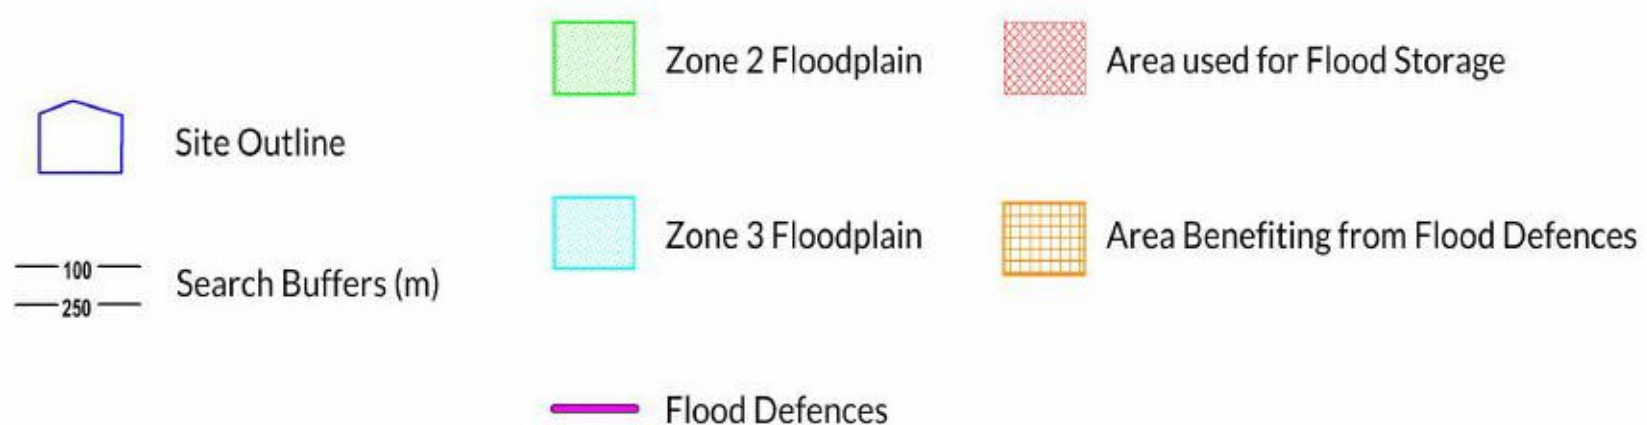 Site Outline
100
250
Search Buffers (m)
Zone 2 Floodplain
Zone 3 Floodplain
Flood Defences
Area used for Flood Storage
Area Benefiting from Flood Defences